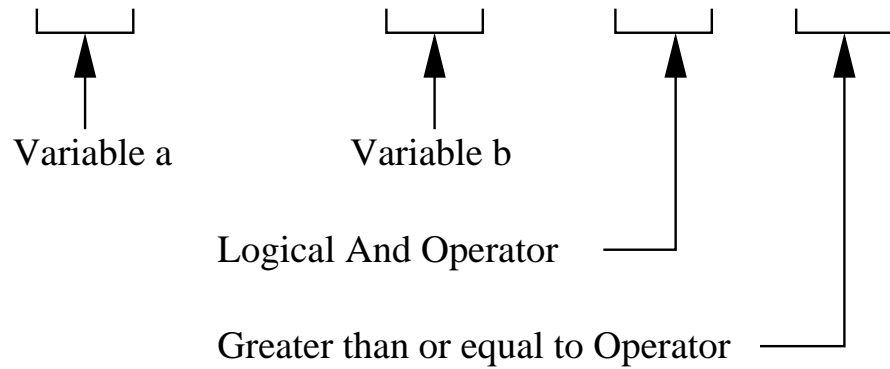 Variable a Variable b
Logical And Operator
Greater than or equal to Operator